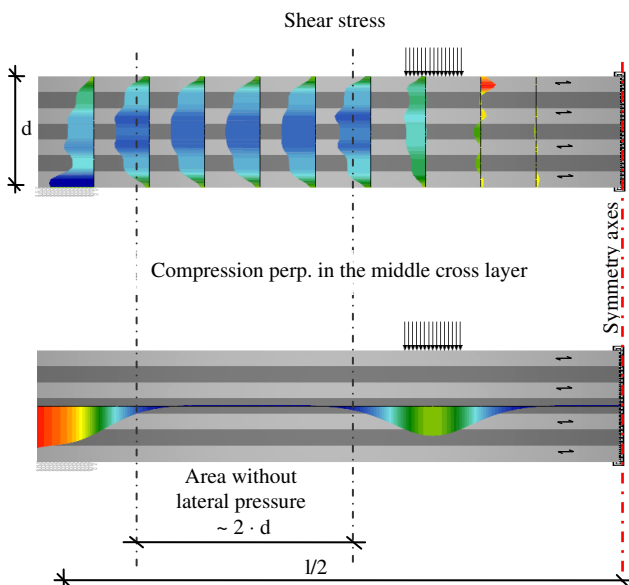 Shear stress
d
Compression perp. in the middle cross layer
Symmetry axes
Area without
lateral pressure
~ 2 · d
l/2